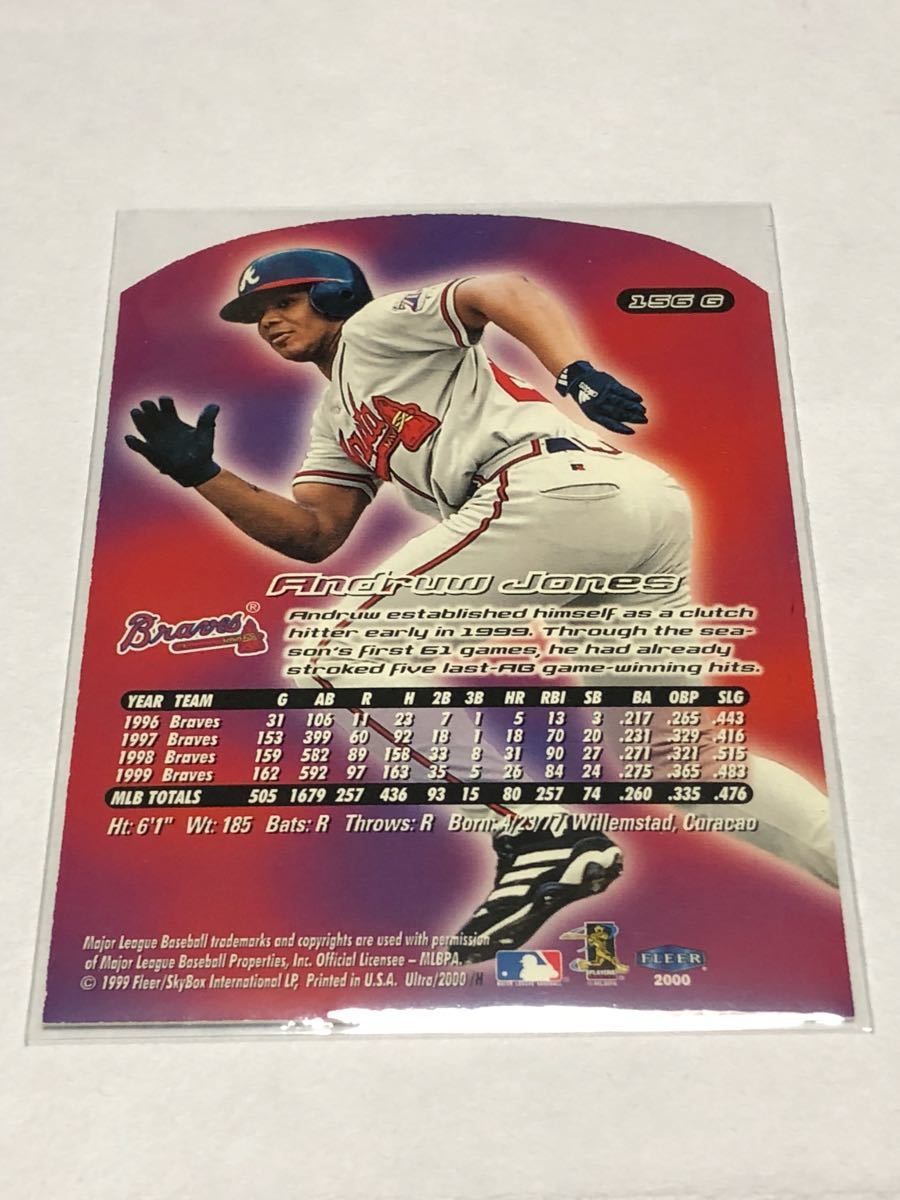 156 G
Andruw Jones
Braves®
Andruw established himself as a clutch
hitter early in 1999. Through the sea-
son's first 61 games, he had already
stroked five last-AB game-winning hits.
YEAR TEAM G AB R H 2B 3B HR RBI SB BA OBP SLG
1996 Braves 31 106 11 23 7 1 5 13 3 .217 .265 .443
1997 Braves 153 399 60 92 18 1 18 70 20 .231 .329 .416
1998 Braves 159 582 89 158 33 8 31 90 27 .271 .321 .515
1999 Braves 162 592 97 163 35 5 26 84 24 .275 .365 .483
MLB TOTALS 505 1679 257 436 93 15 80 257 74 .260 .335 .476
Ht: 6'1" Wt: 185 Bats: R Throws: R Born: 4/23/77 Willemstad, Curacao
Major League Baseball trademarks and copyrights are used with permission
of Major League Baseball Properties, Inc. Official Licensee – MLBPA.
© 1999 Fleer/SkyBox International LP, Printed in U.S.A. Ultra/2000 /H
MAJOR LEAGUE BASEBALL
PLAYERS
FLEER
2000